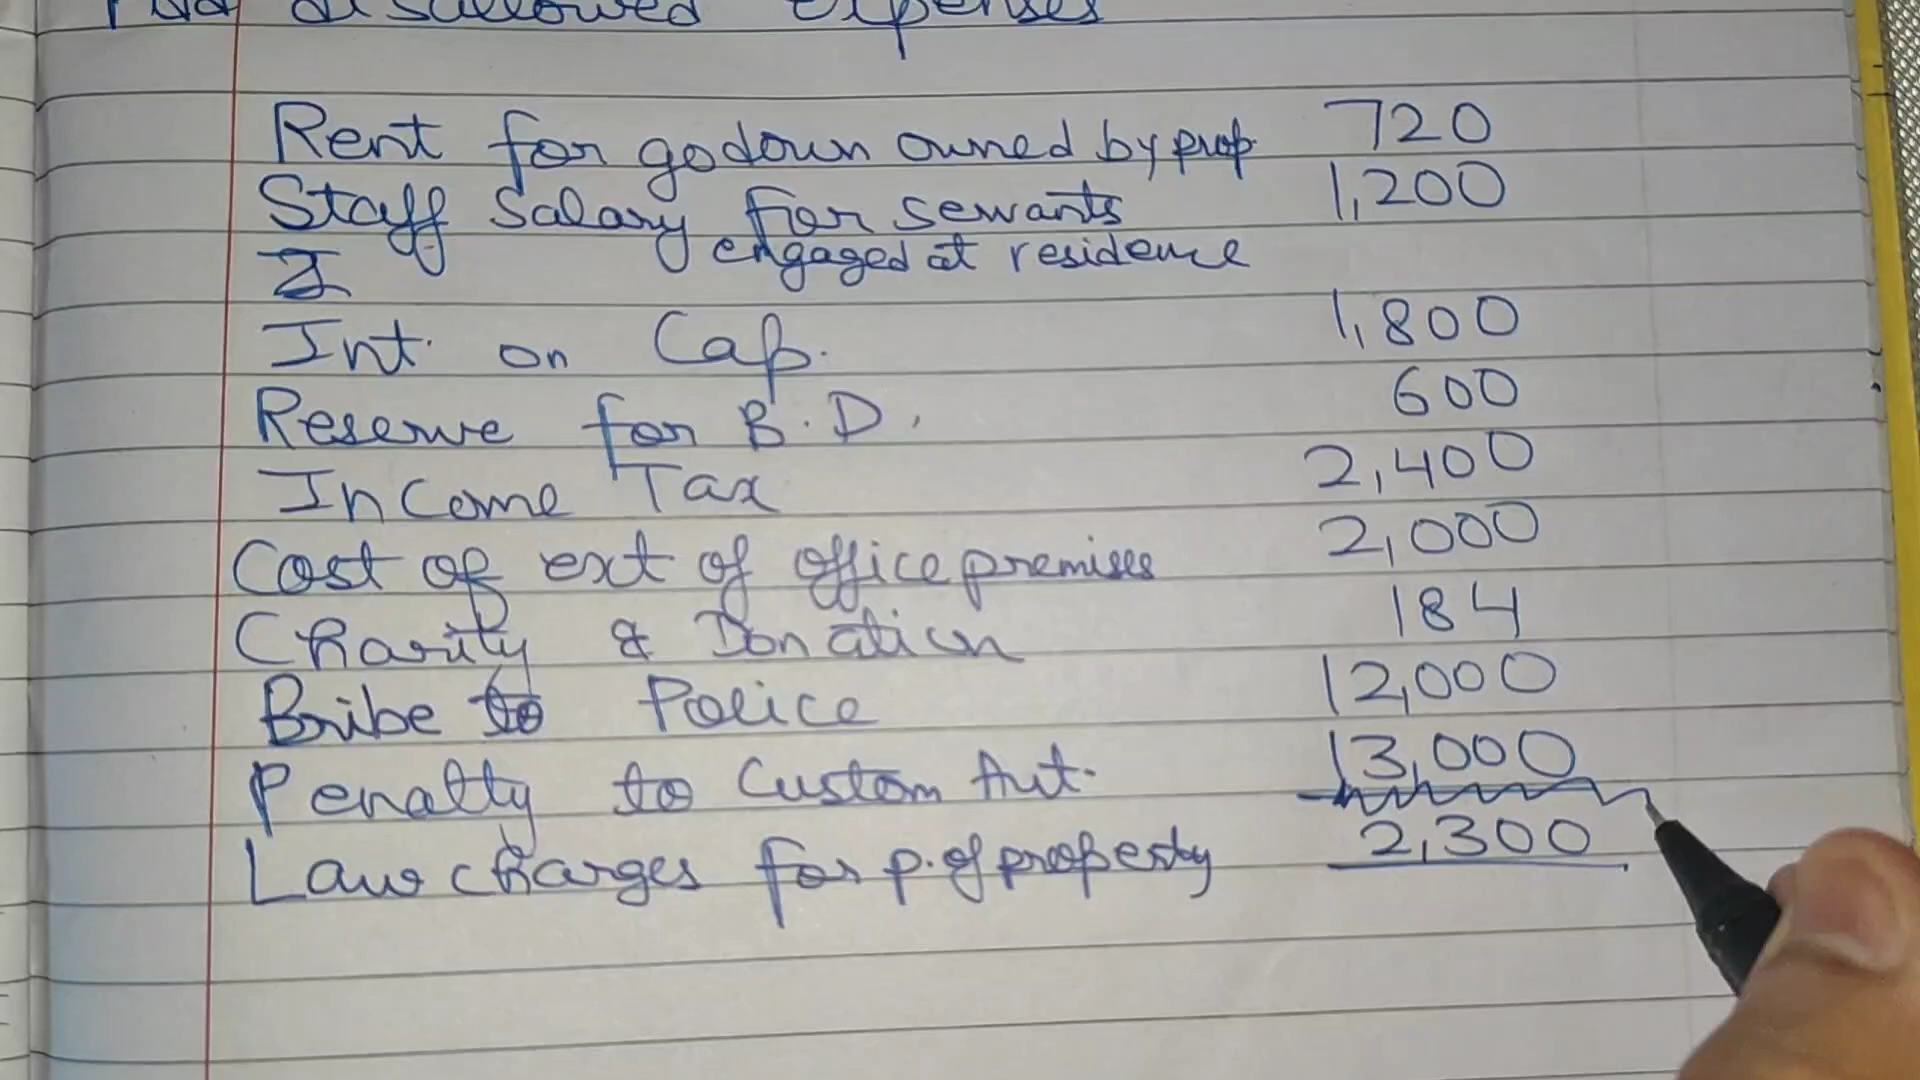 Add disallowed expenses
Rent for godown owned by prop. 720
Staff Salary for servants 1,200
engaged at residence
Int. on Cap. 1,800
Reserve for B.D. 600
Income Tax 2,400
Cost of ext of office premises 2,000
Charity & Donation 184
Bribe to Police 12,000
Penalty to Custom Aut. 13,000
Law charges for p. of property 2,300